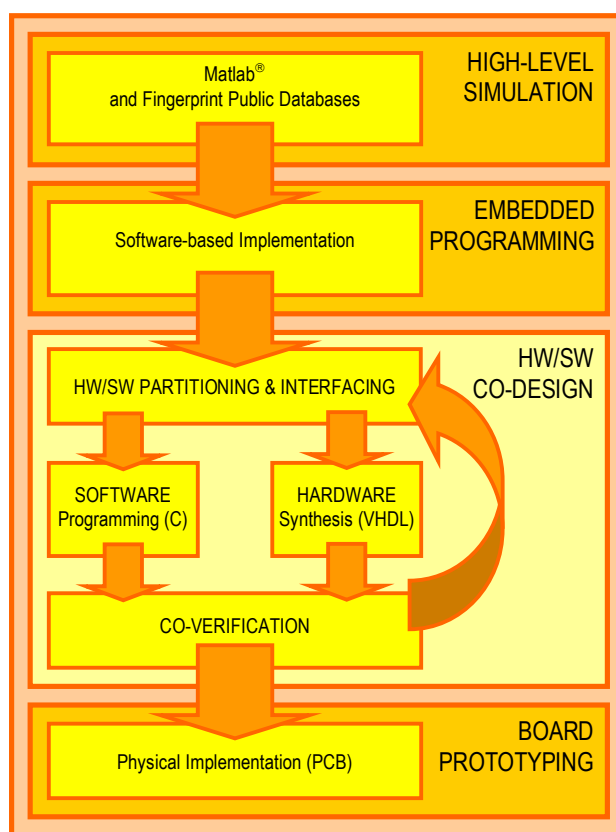 Matlab®
and Fingerprint Public Databases
HIGH-LEVEL
SIMULATION
Software-based Implementation
EMBEDDED
PROGRAMMING
HW/SW PARTITIONING & INTERFACING
HW/SW
CO-DESIGN
SOFTWARE
Programming (C)
HARDWARE
Synthesis (VHDL)
CO-VERIFICATION
Physical Implementation (PCB)
BOARD
PROTOTYPING